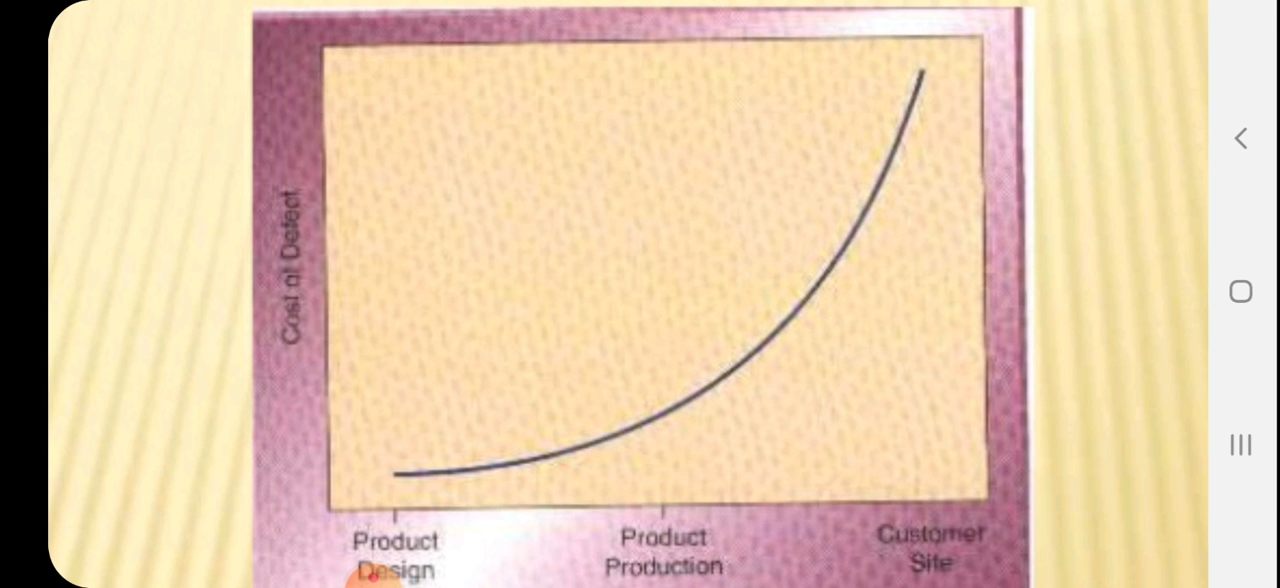 Cost of Defect
Product
Design
Product
Production
Customer
Site